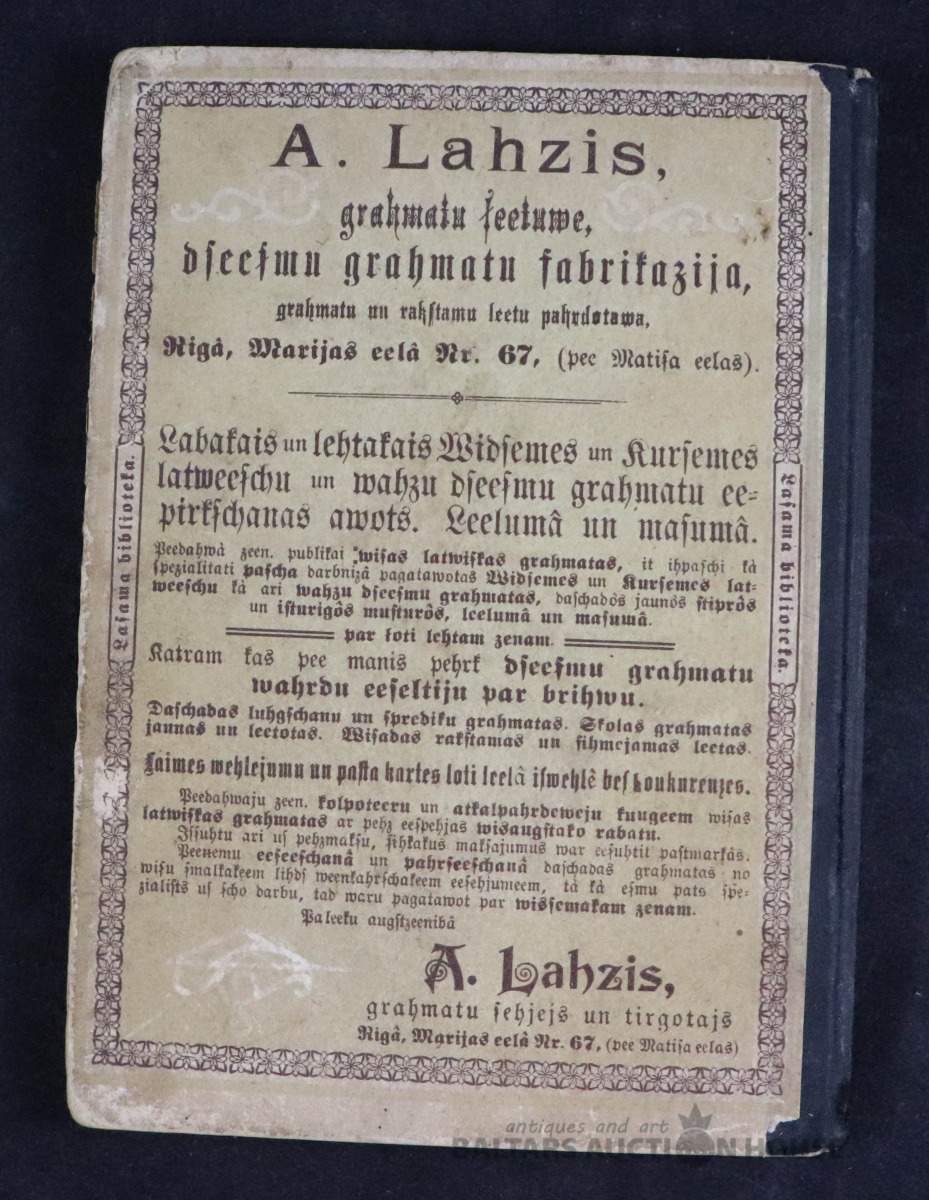 A. Lahzis,
grahmatu ſeetuwe,
dſeeſmu grahmatu fabrikazija,
grahmatu un rakſtamu leetu pahrdotawa,
Rigâ, Marijas eelâ Nr. 67, (pee Matiſa eelas).
Labakais un lehtakais Widſemes un Kurſemes
latweeſchu un wahzu dſeeſmu grahmatu ee-
pirkſchanas awots. Leelumâ un maſumâ.
Peedahwà zeen. publikai wiſas latwiſkas grahmatas, it ihpaſchi kà
ſpezialitati paſcha darbnizâ pagatawotas Widſemes un Kurſemes lat-
weeſchu kà ari wahzu dſeeſmu grahmatas, daſchadôs jaunôs ſtiprôs
un iſturigôs muſturôs, leelumâ un maſumâ.
par ļoti lehtam zenam.
Katram kas pee manis pehrk dſeeſmu grahmatu
wahrdu eeſeltiju par brihwu.
Daſchadas luhgſchanu un ſprediku grahmatas. Skolas grahmatas
jaunas un leetotas. Wiſadas rakſtamas un ſihmejamas leetas.
Laimes wehlejumu un paſta kartes loti leelâ iſwehlê beſ konkurenzes.
Peedahwaju zeen. kolpoteeru un atkalpahrdeweju kungeem wiſas
latwiſkas grahmatas ar pehz eeſpehjas wisaugſtako rabatu.
Iſſuhtu ari uſ pehzmakſu, ſihkakus makſajumus war eeſuhtit paſtmarkâs.
Peenemu eeſeeſchanâ un pahrſeeſchanâ daſchadas grahmatas no
wiſu ſmalkakeem lihdſ weenkahrſchakeem eeſehjumeem, tà kà eſmu pats ſpe-
zialiſts uſ ſcho darbu, tad waru pagatawot par wisſemakam zenam.
Paleeku augſtzeenibâ
A. Lahzis,
grahmatu ſehjejs un tirgotajs
Rigâ, Marijas eelâ Nr. 67, (pee Matiſa eelas)
Laſama biblioteka.
Laſama biblioteka.
antiques and art
BALTARS AUCTION HOUSE